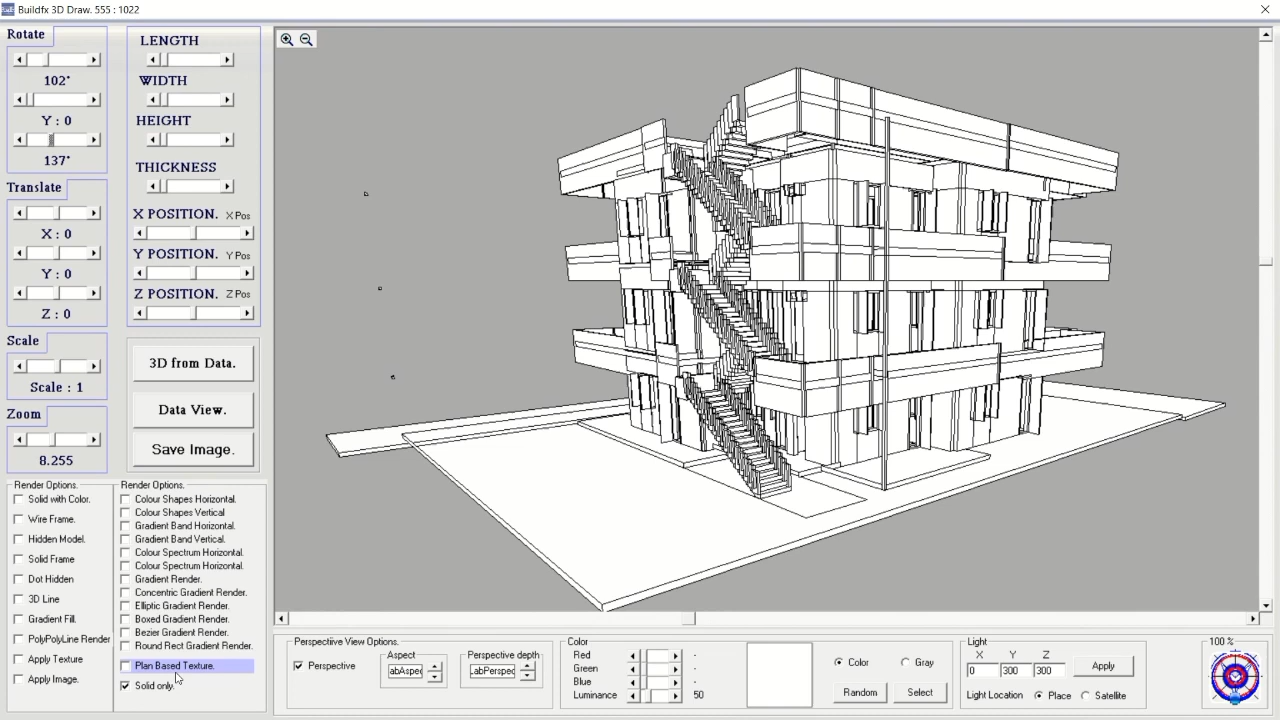 Buildfx 3D Draw. 555 : 1022
Rotate
102°
Y : 0
137°
Translate
X : 0
Y : 0
Z : 0
Scale
Scale : 1
Zoom
8.255
LENGTH
WIDTH
HEIGHT
THICKNESS
X POSITION. X Pos
Y POSITION. Y Pos
Z POSITION. Z Pos
3D from Data.
Data View.
Save Image.
Render Options.
Solid with Color.
Wire Frame.
Hidden Model.
Solid Frame
Dot Hidden
3D Line
Gradient Fill.
PolyPolyLine Render
Apply Texture
Apply Image.
Render Options.
Colour Shapes Horizontal.
Colour Shapes Vertical
Gradient Band Horizontal.
Gradient Band Vertical.
Colour Spectrum Horizontal.
Colour Spectrum Horizontal.
Gradient Render.
Concentric Gradient Render.
Elliptic Gradient Render.
Boxed Gradient Render.
Bezier Gradient Render.
Round Rect Gradient Render.
Plan Based Texture.
Solid only.
Perspective View Options.
Perspective
Aspect
abAspec
Perspective depth
.abPerspec
Color
Red -
Green -
Blue -
Luminance 50
Color Gray
Random Select
Light
X Y Z
0 300 300 Apply
Light Location Place Satellite
100 %